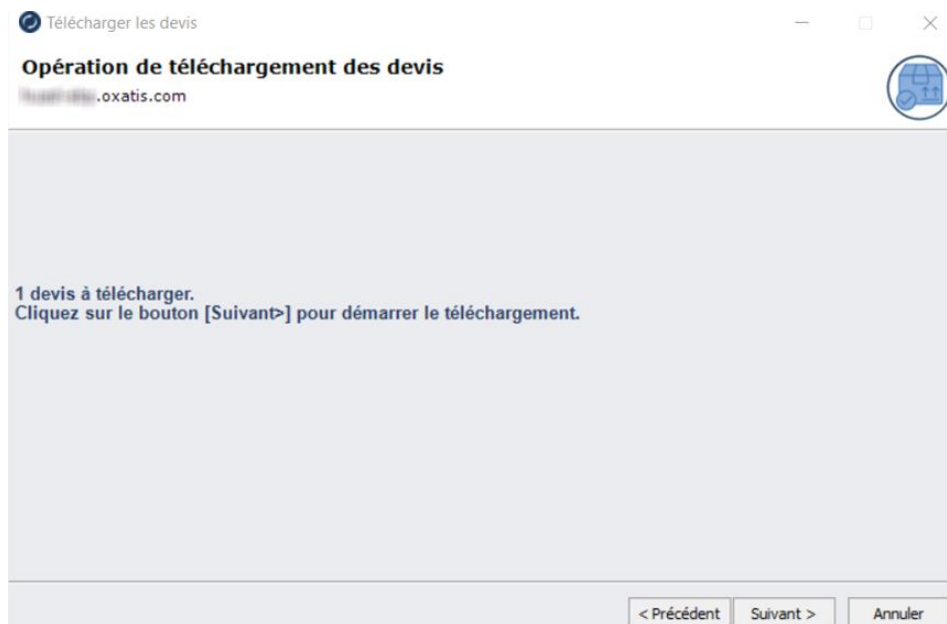 Télécharger les devis
Opération de téléchargement des devis
.oxatis.com
1 devis à télécharger.
Cliquez sur le bouton [Suivant>] pour démarrer le téléchargement.
< Précédent
Suivant >
Annuler